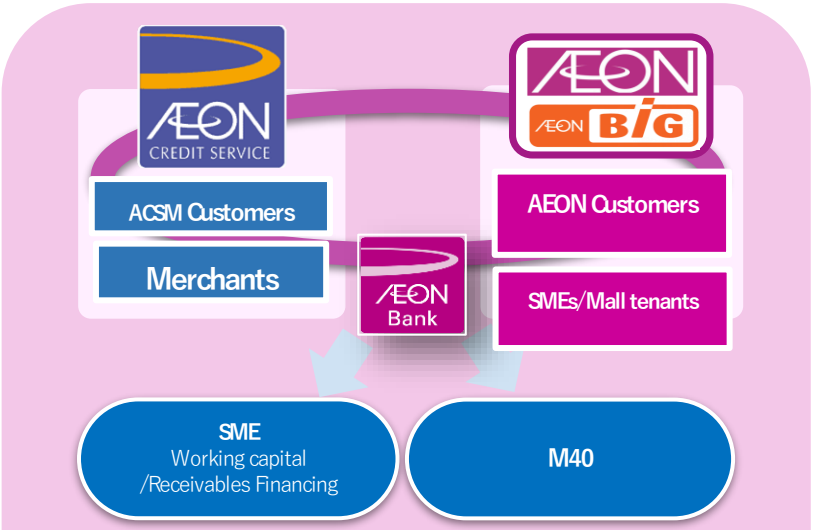 ÆON
CREDIT SERVICE
ÆON
ÆON BiG
ACSM Customers
Merchants
AEON Customers
SMEs/Mall tenants
ÆON
Bank
SME
Working capital
/Receivables Financing
M40